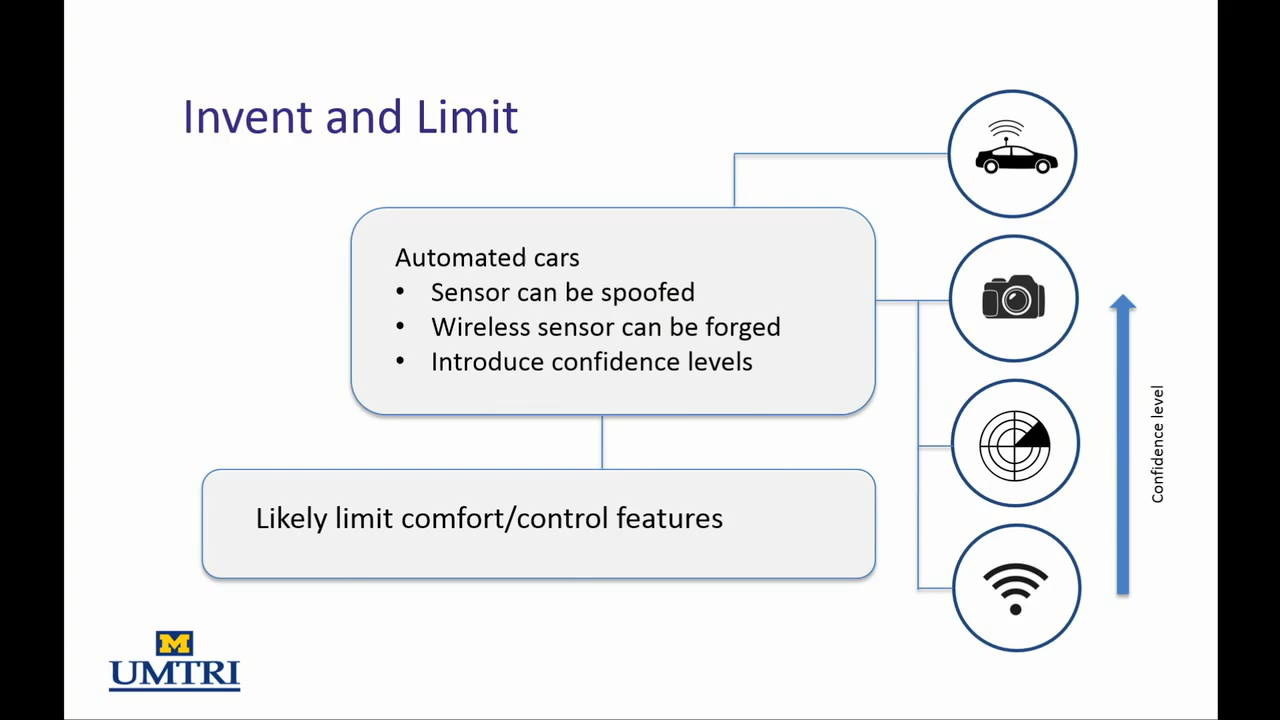 Invent and Limit
Automated cars
• Sensor can be spoofed
• Wireless sensor can be forged
• Introduce confidence levels
Likely limit comfort/control features
Confidence level
M
UMTRI